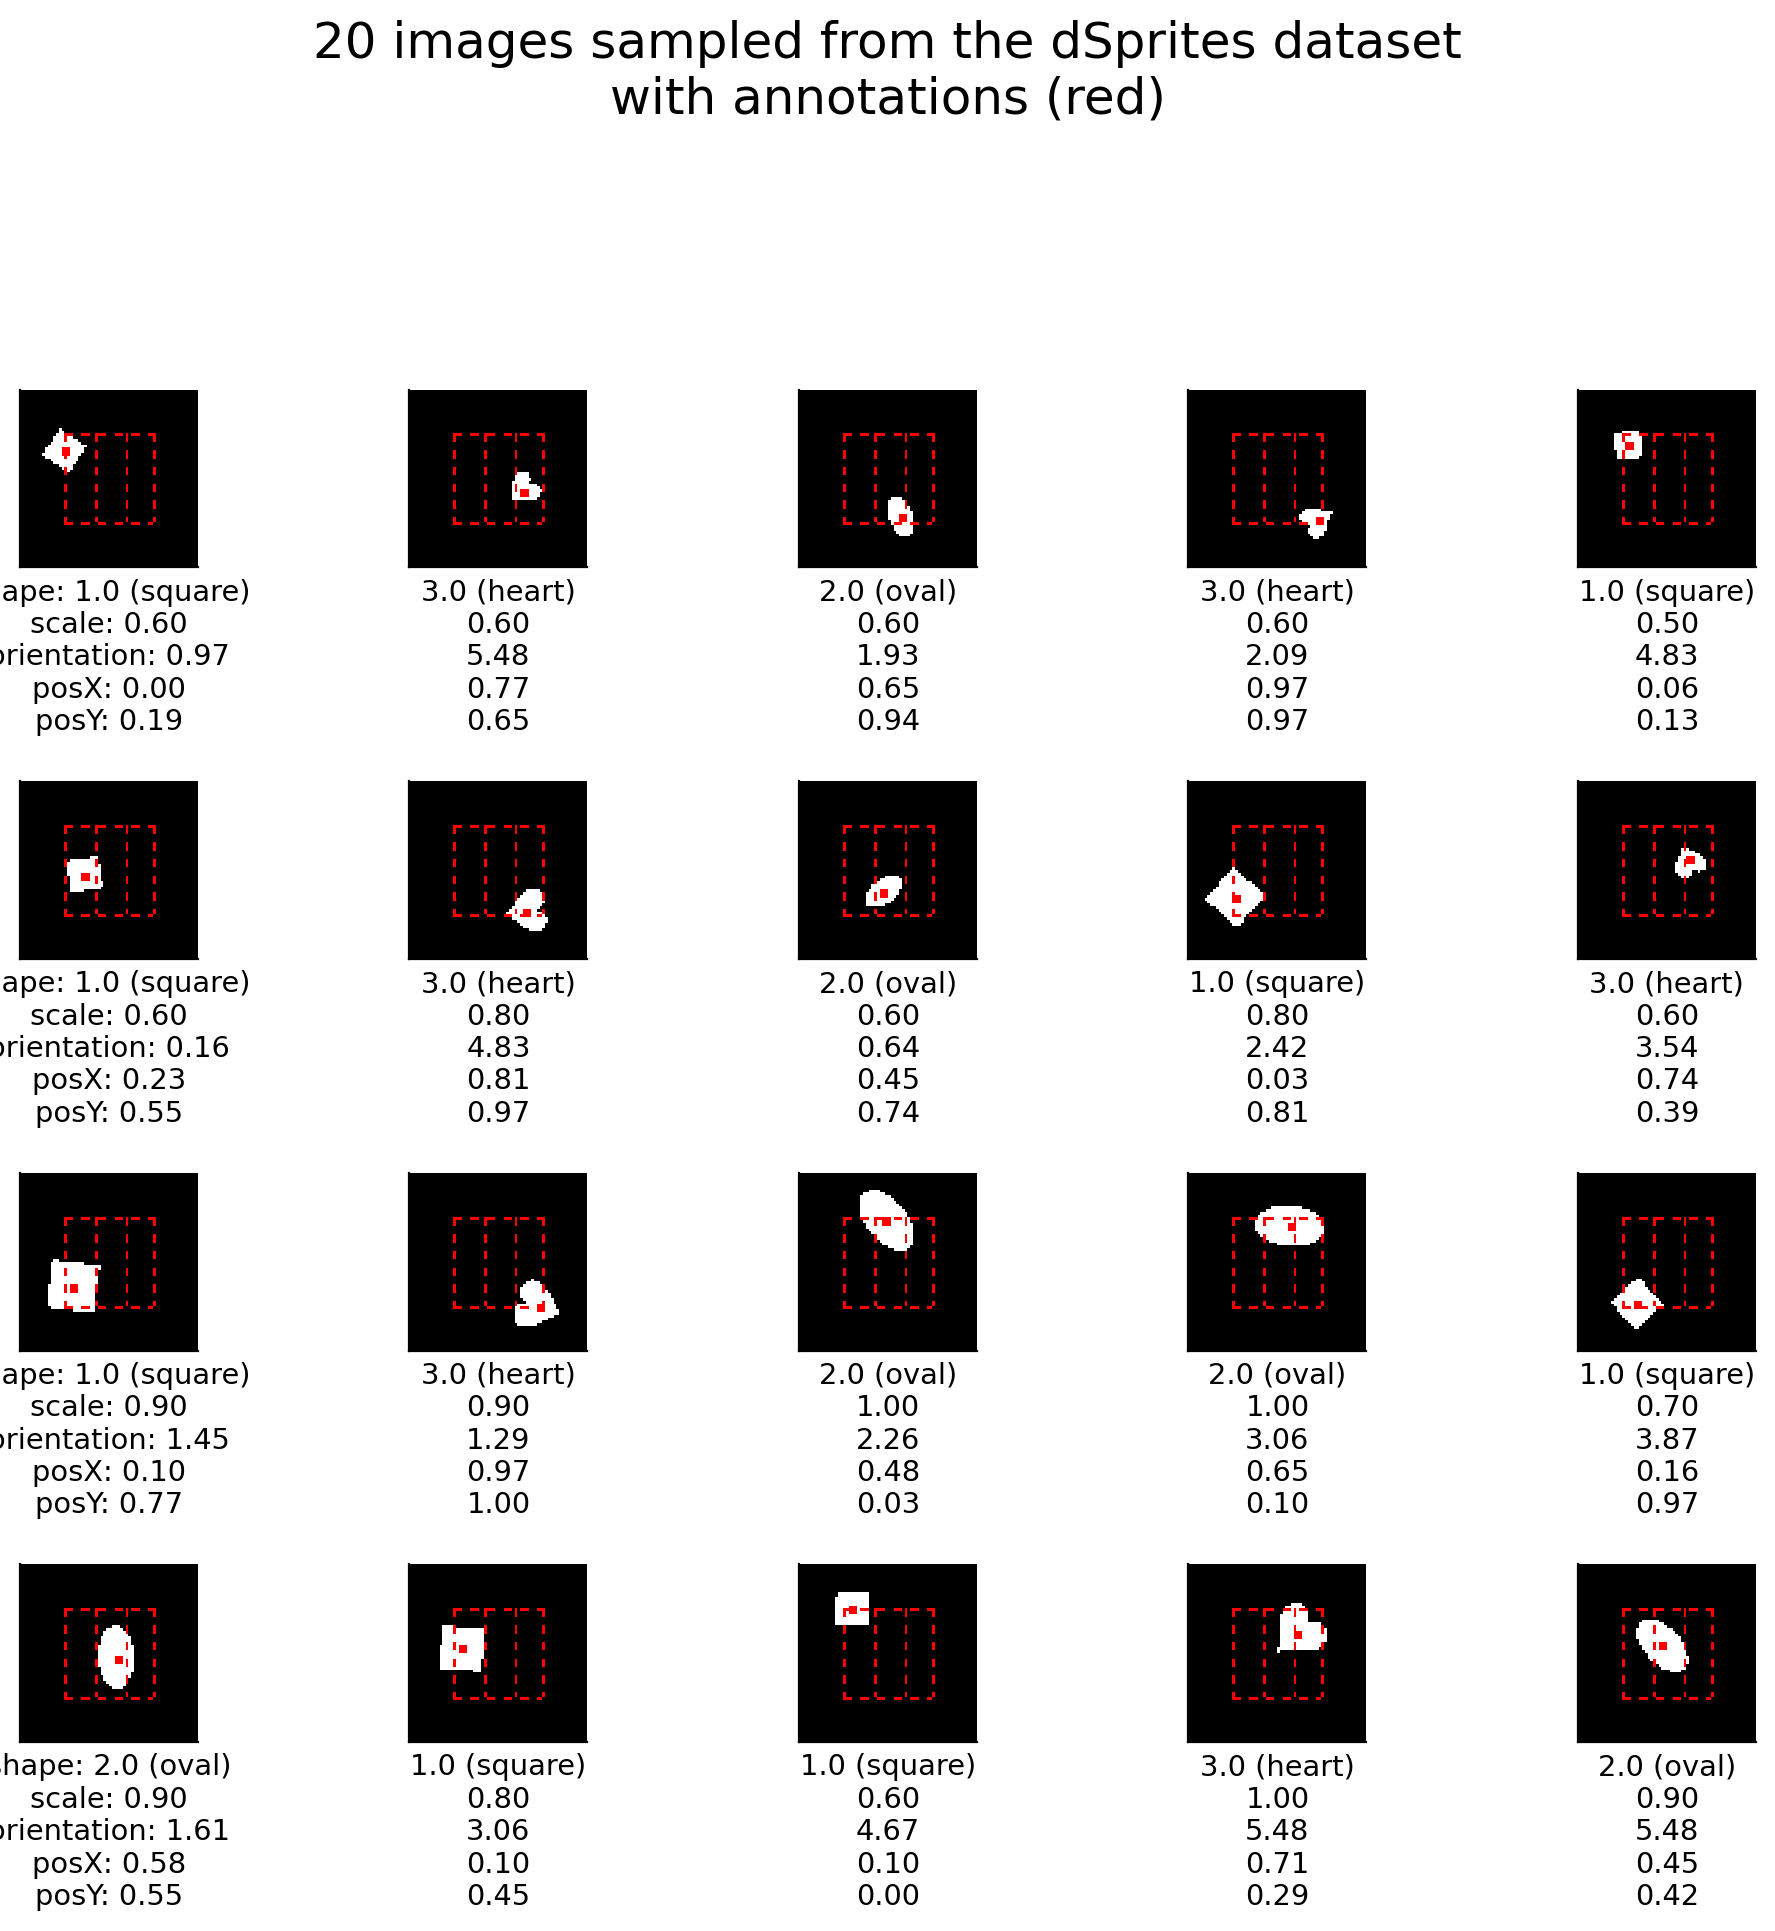 20 images sampled from the dSprites dataset
with annotations (red)
ape: 1.0 (square) 3.0 (heart) 2.0 (oval) 3.0 (heart) 1.0 (square)
scale: 0.60 0.60 0.60 0.60 0.50
orientation: 0.97 5.48 1.93 2.09 4.83
posX: 0.00 0.77 0.65 0.97 0.06
posY: 0.19 0.65 0.94 0.97 0.13
ape: 1.0 (square) 3.0 (heart) 2.0 (oval) 1.0 (square) 3.0 (heart)
scale: 0.60 0.80 0.60 0.80 0.60
orientation: 0.16 4.83 0.64 2.42 3.54
posX: 0.23 0.81 0.45 0.03 0.74
posY: 0.55 0.97 0.74 0.81 0.39
ape: 1.0 (square) 3.0 (heart) 2.0 (oval) 2.0 (oval) 1.0 (square)
scale: 0.90 0.90 1.00 1.00 0.70
orientation: 1.45 1.29 2.26 3.06 3.87
posX: 0.10 0.97 0.48 0.65 0.16
posY: 0.77 1.00 0.03 0.10 0.97
shape: 2.0 (oval) 1.0 (square) 1.0 (square) 3.0 (heart) 2.0 (oval)
scale: 0.90 0.80 0.60 1.00 0.90
orientation: 1.61 3.06 4.67 5.48 5.48
posX: 0.58 0.10 0.10 0.71 0.45
posY: 0.55 0.45 0.00 0.29 0.42